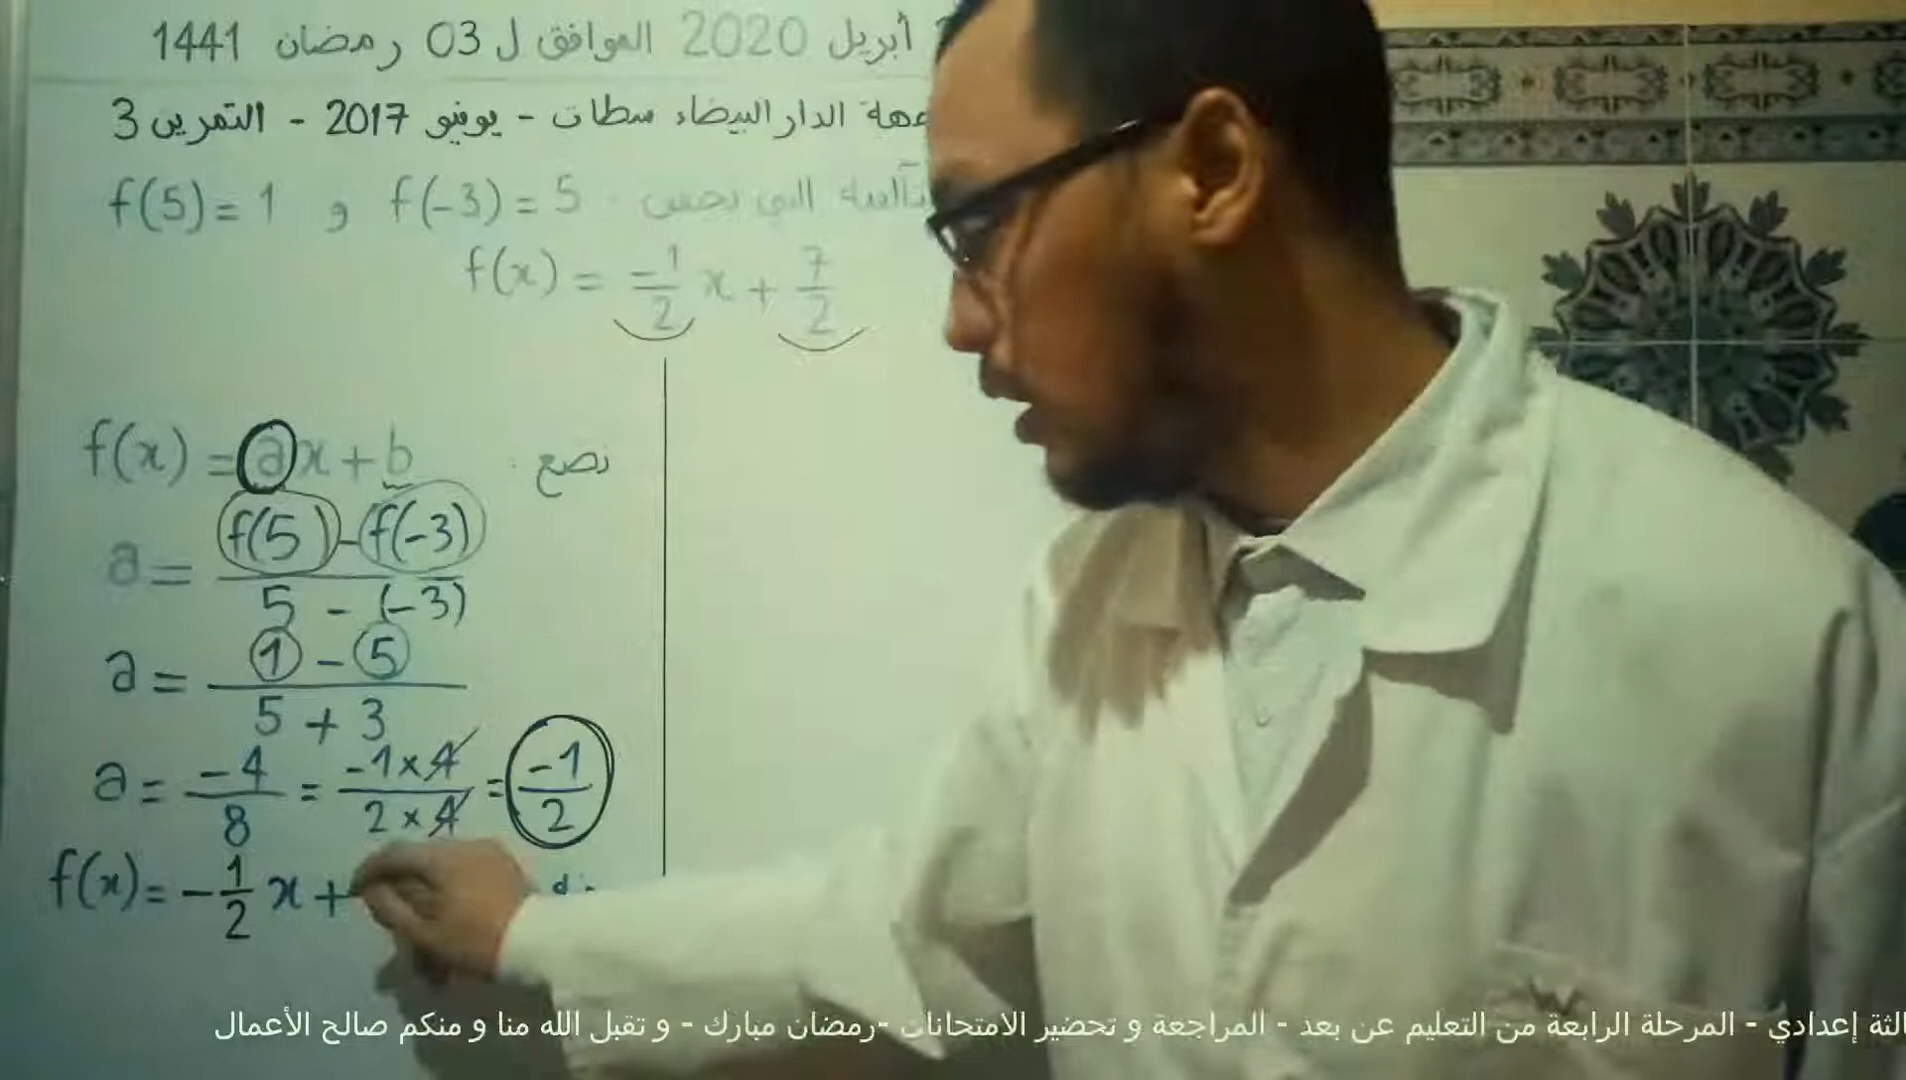 أبريل 2020 الموافق ل 03 رمضان 1441
جهة الدار البيضاء سطات - يونيو 2017 - التمرين 3
f(-3) = 5 و f(5) = 1
f(x) = -1/2 x + 7/2
نضع : f(x) = ax + b
a = (f(5) - f(-3))/(5 - (-3))
a = (1 - 5)/(5 + 3)
a = -4/8 = (-1 × 4)/(2 × 4) = -1/2
f(x) = -1/2 x +
إعدادي - المرحلة الرابعة من التعليم عن بعد - المراجعة و تحضير الامتحانات -رمضان مبارك - و تقبل الله منا و منكم صالح الأعمال